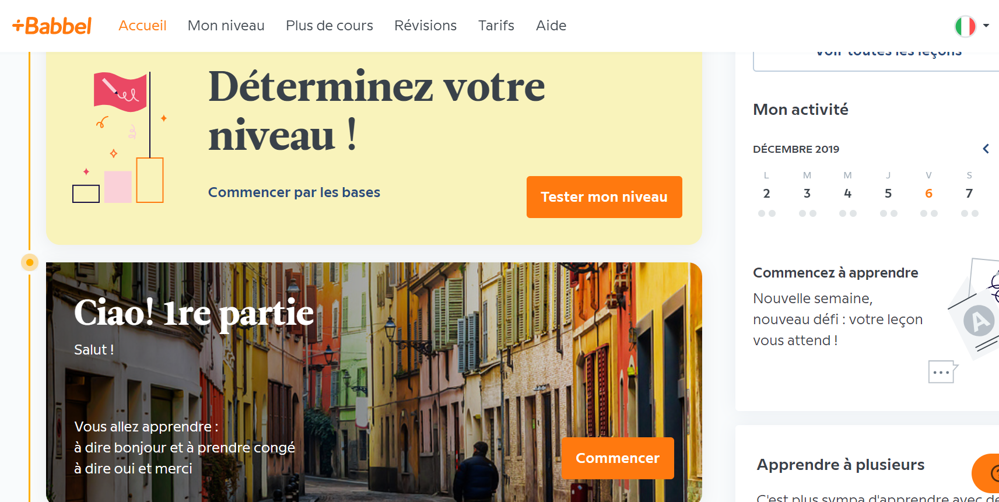 +Babbel
Accueil
Mon niveau
Plus de cours
Révisions
Tarifs
Aide
Déterminez votre
niveau !
Commencer par les bases
Tester mon niveau
Ciao! 1re partie
Salut !
Vous allez apprendre :
à dire bonjour et à prendre congé
à dire oui et merci
Commencer
Voir toutes les leçons
Mon activité
DÉCEMBRE 2019
L M M J V S
2 3 4 5 6 7
Commencez à apprendre
Nouvelle semaine,
nouveau défi : votre leçon
vous attend !
A
Apprendre à plusieurs
C'est plus sympa d'apprendre avec de